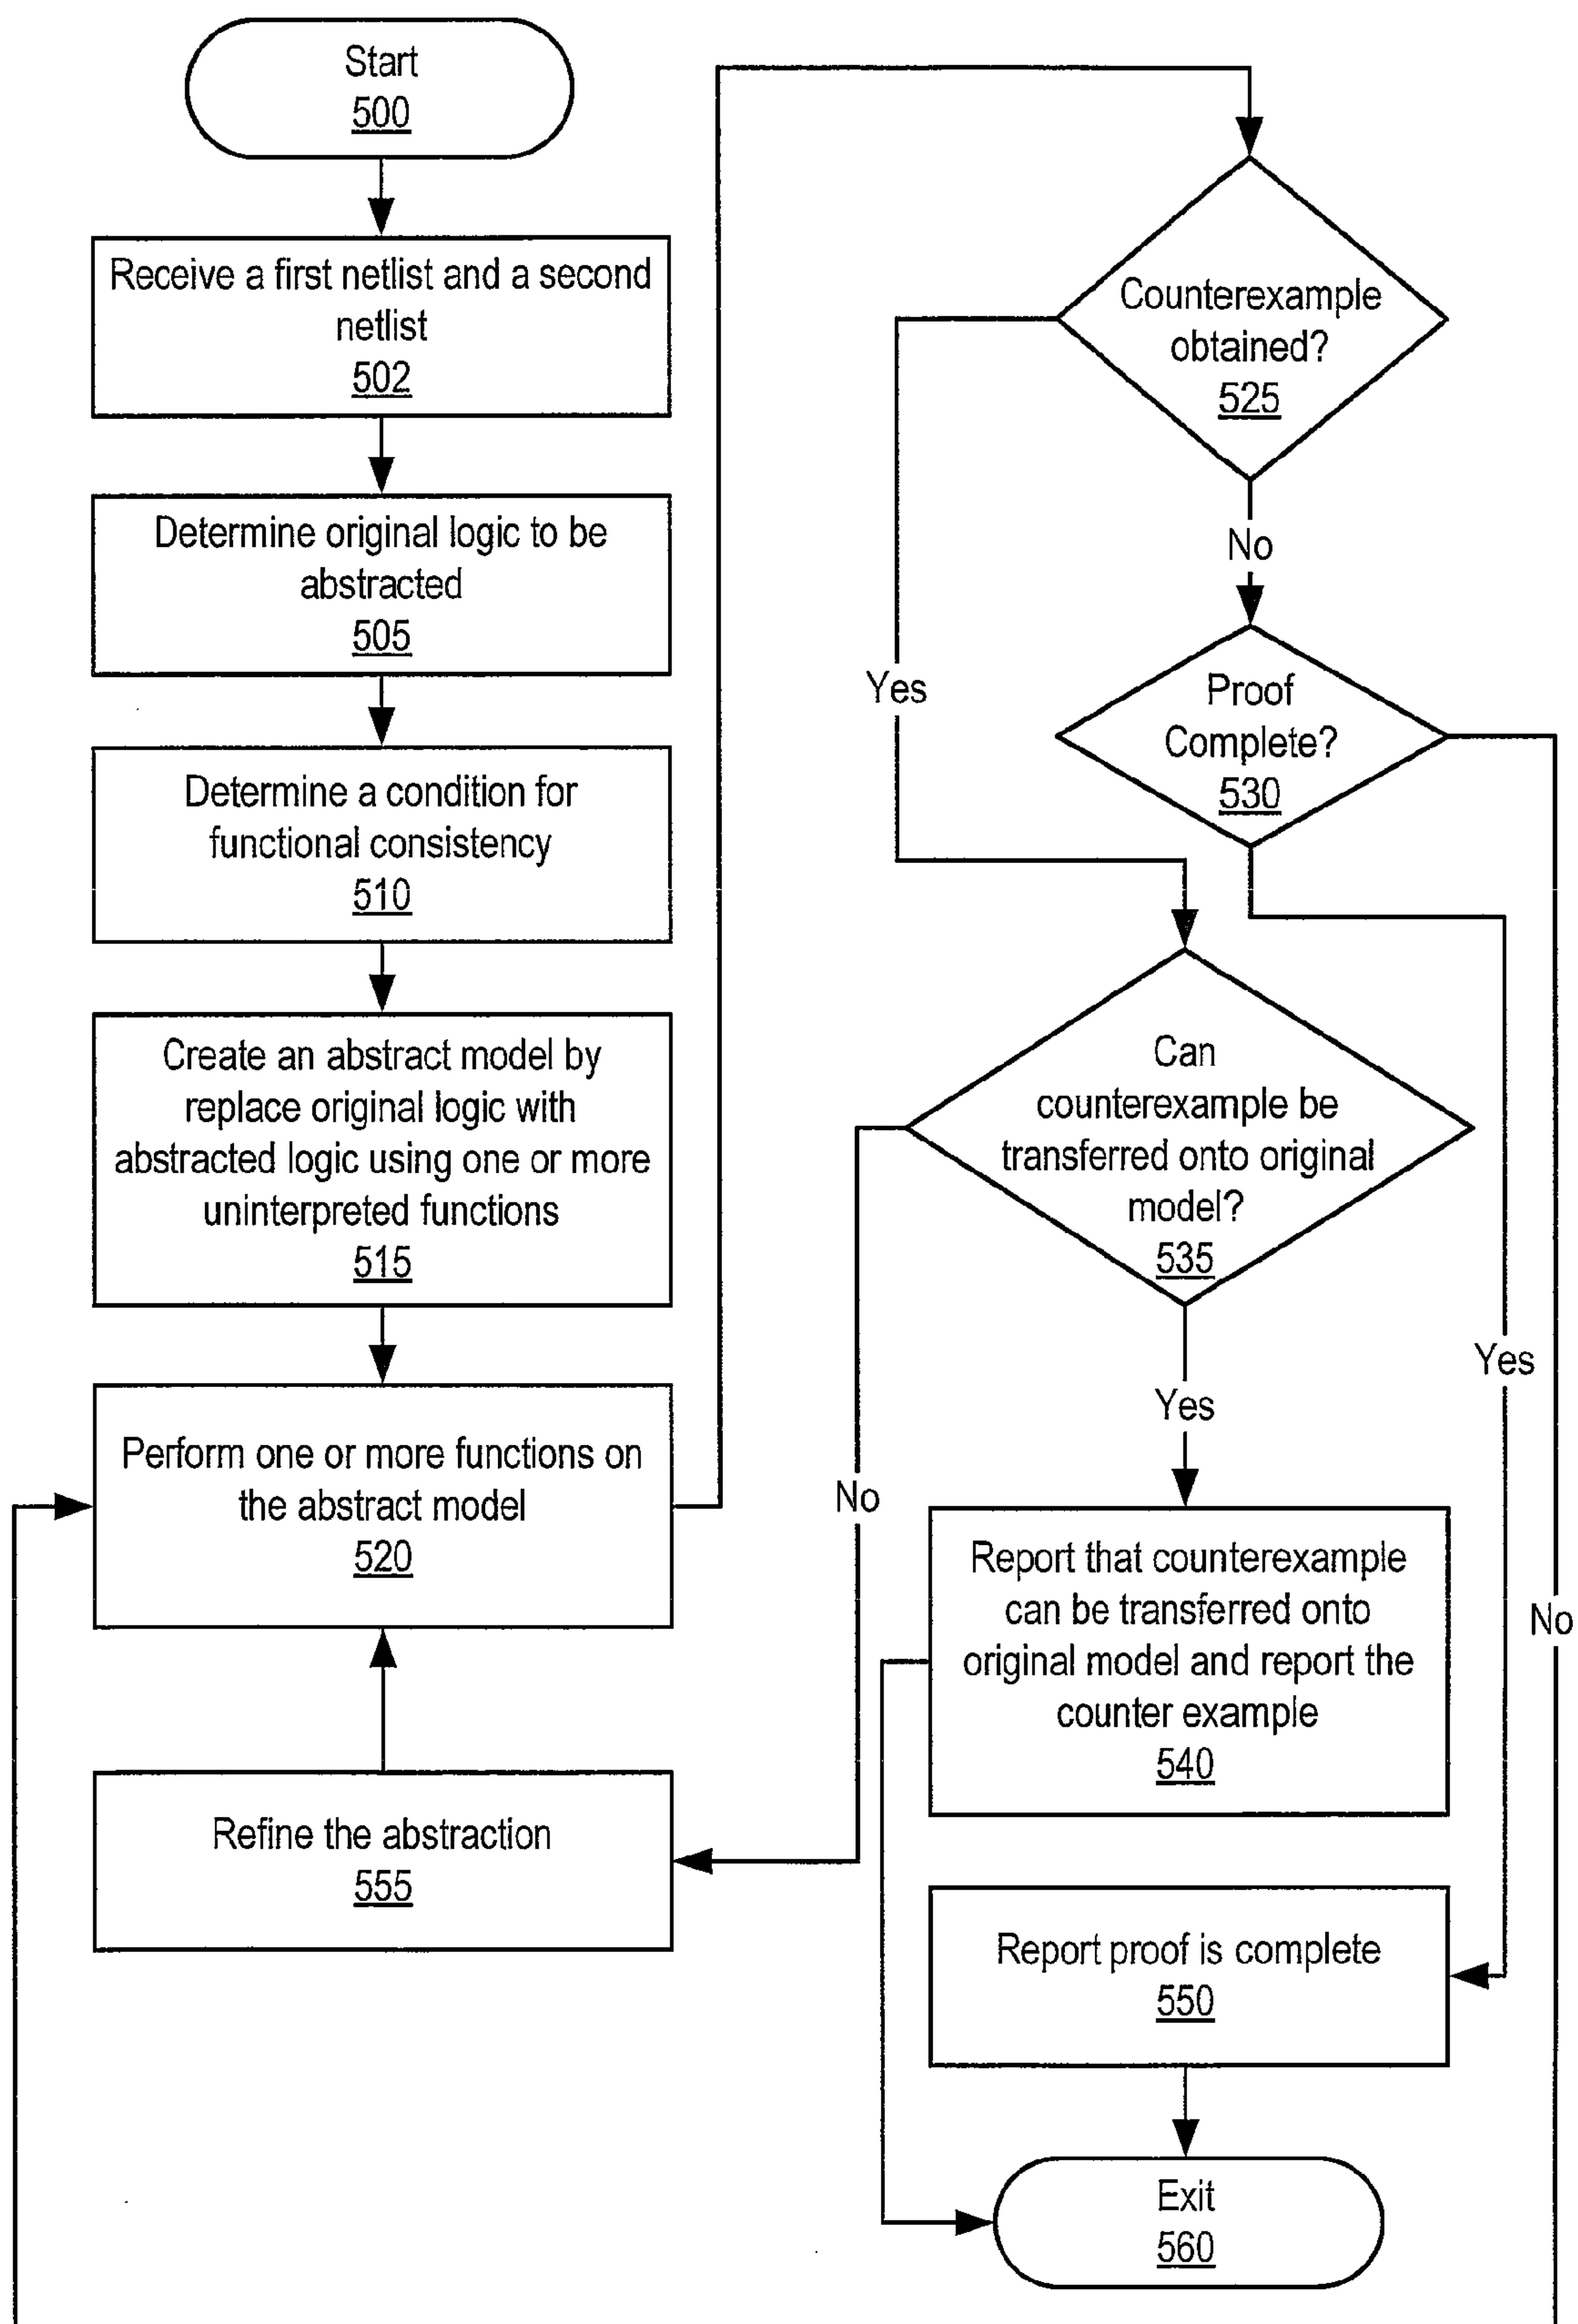 Start
500
Receive a first netlist and a second
netlist
502
Determine original logic to be
abstracted
505
Determine a condition for
functional consistency
510
Create an abstract model by
replace original logic with
abstracted logic using one or more
uninterpreted functions
515
Perform one or more functions on
the abstract model
520
Refine the abstraction
555
Counterexample
obtained?
525
No
Yes
Proof
Complete?
530
Can
counterexample be
transferred onto original
model?
535
Yes
Yes
No
No
Report that counterexample
can be transferred onto
original model and report the
counter example
540
Report proof is complete
550
Exit
560